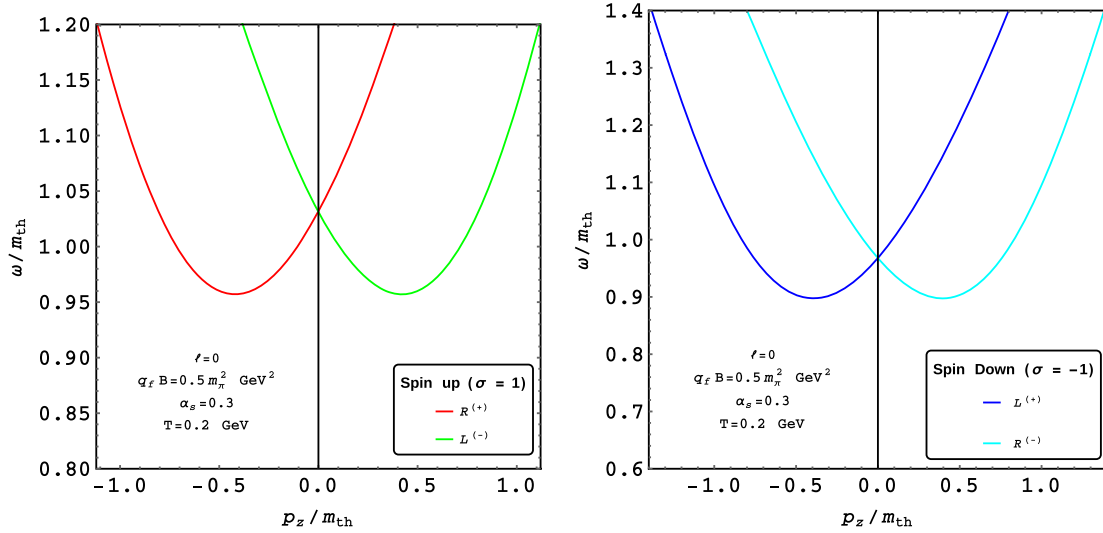 1.20
1.15
1.10
1.05
1.00
0.95
0.90
0.85
0.80
ω/m_th
−1.0 −0.5 0.0 0.5 1.0
p_z/m_th
ℓ=0
q_f B=0.5 m_π^2 GeV^2
α_s=0.3
T=0.2 GeV
Spin up (σ = 1)
R^(+)
L^(-)
1.4
1.3
1.2
1.1
1.0
0.9
0.8
0.7
0.6
ω/m_th
−1.0 −0.5 0.0 0.5 1.0
p_z/m_th
ℓ=0
q_f B=0.5 m_π^2 GeV^2
α_s=0.3
T=0.2 GeV
Spin Down (σ = −1)
L^(+)
R^(-)